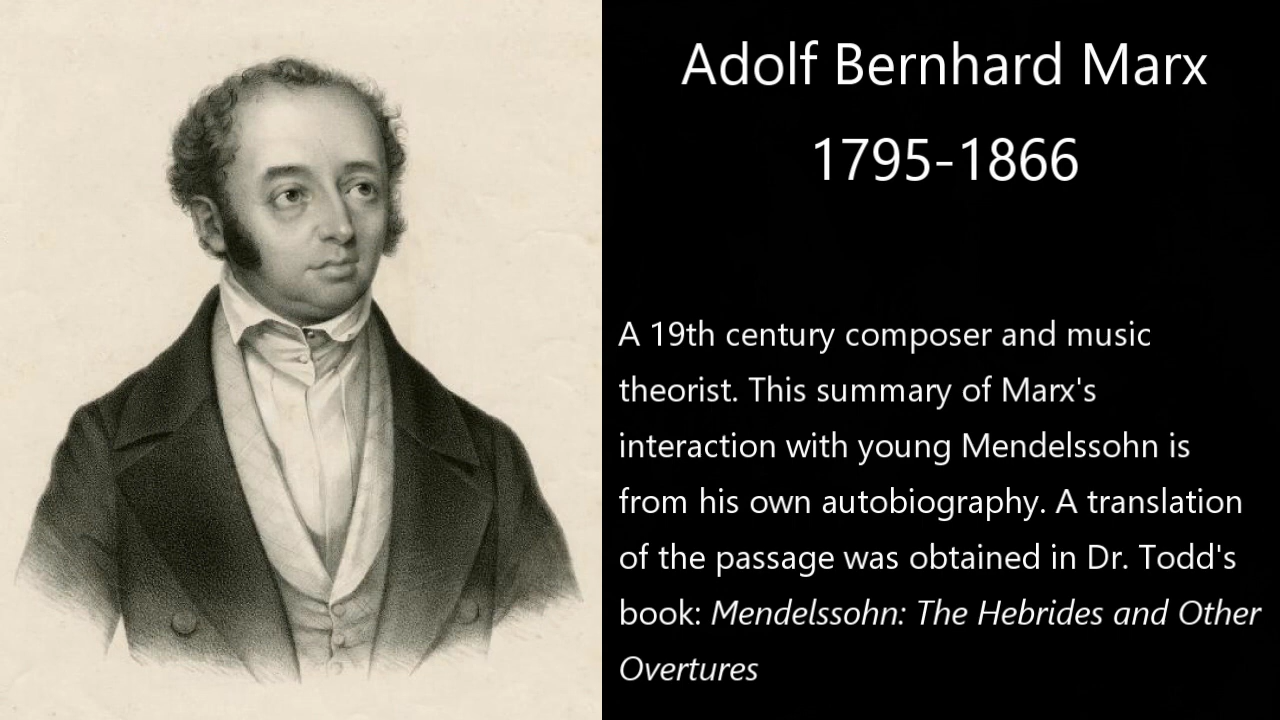 Adolf Bernhard Marx
1795-1866
A 19th century composer and music
theorist. This summary of Marx's
interaction with young Mendelssohn is
from his own autobiography. A translation
of the passage was obtained in Dr. Todd's
book: Mendelssohn: The Hebrides and Other
Overtures